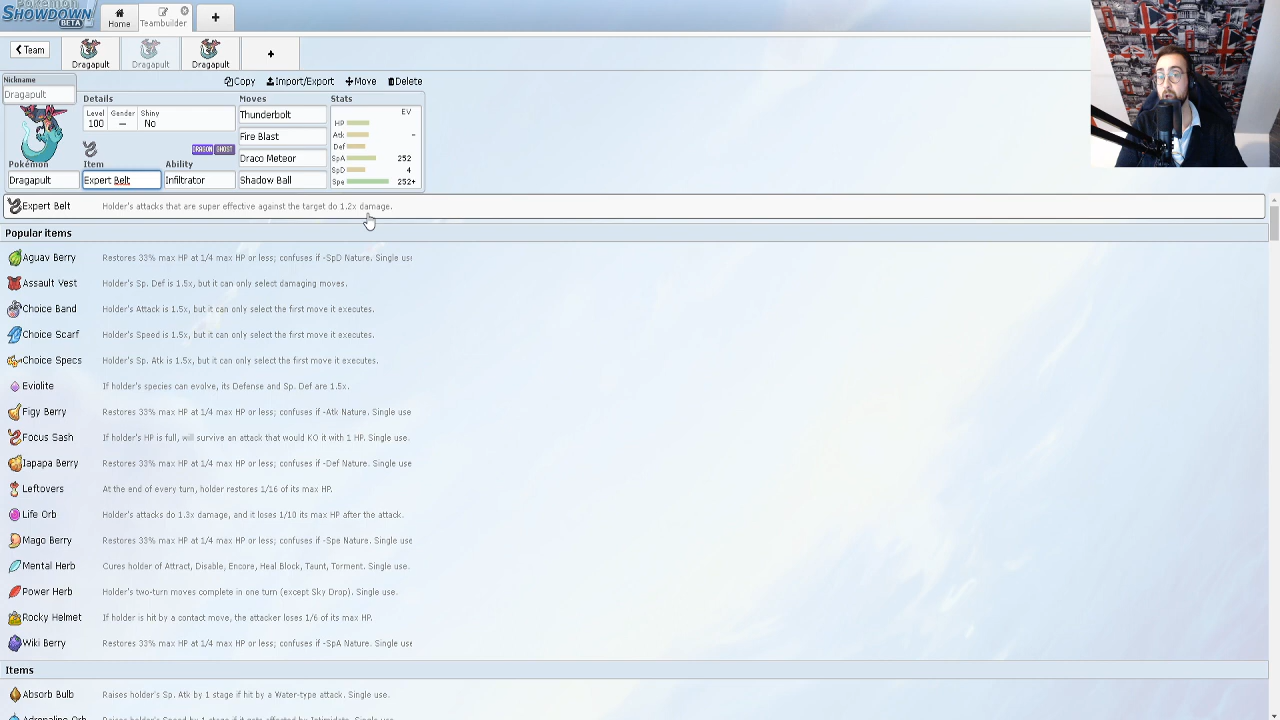 Pokémon
SHOWDOWN
BETA
Home
Teambuilder
+
Team
Dragapult
Dragapult
Dragapult
+
Copy
Import/Export
Move
Delete
Nickname
Dragapult
Details
Level
100
Gender
—
Shiny
No
DRAGON
GHOST
Pokémon
Dragapult
Item
Expert Belt
Ability
Infiltrator
Moves
Thunderbolt
Fire Blast
Draco Meteor
Shadow Ball
Stats
EV
HP
Atk -
Def
SpA 252
SpD 4
Spe 252+
Expert Belt Holder's attacks that are super effective against the target do 1.2x damage.
Popular items
Aguav Berry Restores 33% max HP at 1/4 max HP or less; confuses if -SpD Nature. Single use
Assault Vest Holder's Sp. Def is 1.5x, but it can only select damaging moves.
Choice Band Holder's Attack is 1.5x, but it can only select the first move it executes.
Choice Scarf Holder's Speed is 1.5x, but it can only select the first move it executes.
Choice Specs Holder's Sp. Atk is 1.5x, but it can only select the first move it executes.
Eviolite If holder's species can evolve, its Defense and Sp. Def are 1.5x.
Figy Berry Restores 33% max HP at 1/4 max HP or less; confuses if -Atk Nature. Single use
Focus Sash If holder's HP is full, will survive an attack that would KO it with 1 HP. Single use.
Iapapa Berry Restores 33% max HP at 1/4 max HP or less; confuses if -Def Nature. Single use
Leftovers At the end of every turn, holder restores 1/16 of its max HP.
Life Orb Holder's attacks do 1.3x damage, and it loses 1/10 its max HP after the attack.
Mago Berry Restores 33% max HP at 1/4 max HP or less; confuses if -Spe Nature. Single use
Mental Herb Cures holder of Attract, Disable, Encore, Heal Block, Taunt, Torment. Single use.
Power Herb Holder's two-turn moves complete in one turn (except Sky Drop). Single use.
Rocky Helmet If holder is hit by a contact move, the attacker loses 1/6 of its max HP.
Wiki Berry Restores 33% max HP at 1/4 max HP or less; confuses if -SpA Nature. Single use
Items
Absorb Bulb Raises holder's Sp. Atk by 1 stage if hit by a Water-type attack. Single use.
Adrenaline Orb Raises holder's Speed by 1 stage if it gets affected by Intimidate. Single use.